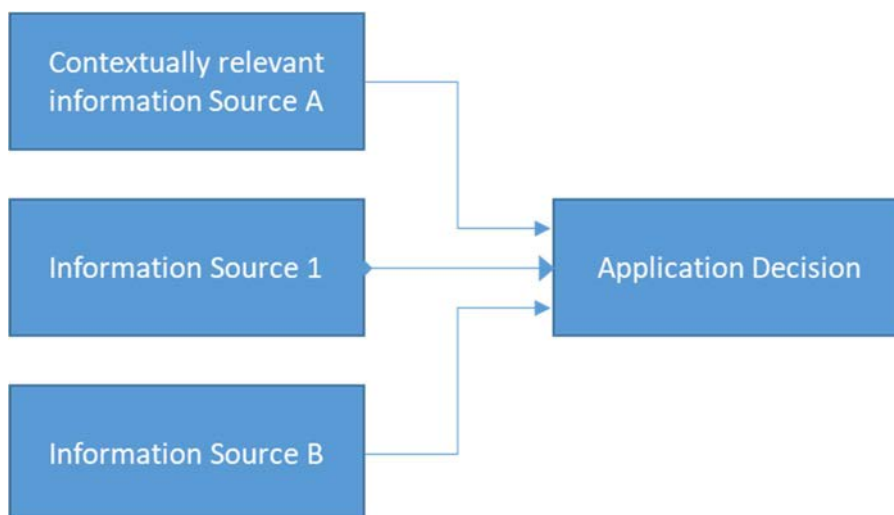 Contextually relevant
information Source A
Information Source 1
Application Decision
Information Source B